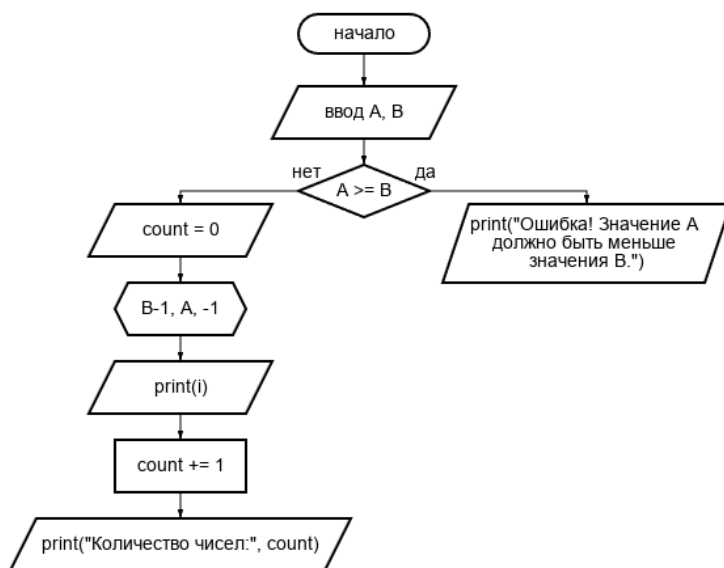 начало
ввод A, B
нет
да
A >= B
count = 0
print("Ошибка! Значение A
должно быть меньше
значения B.")
B-1, A, -1
print(i)
count += 1
print("Количество чисел:", count)